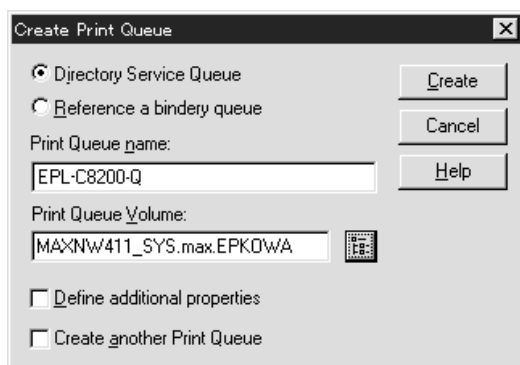 Create Print Queue
Directory Service Queue
Reference a bindery queue
Print Queue name:
EPL-C8200-Q
Print Queue Volume:
MAXNW411_SYS.max.EPKOWA
Define additional properties
Create another Print Queue
Create
Cancel
Help